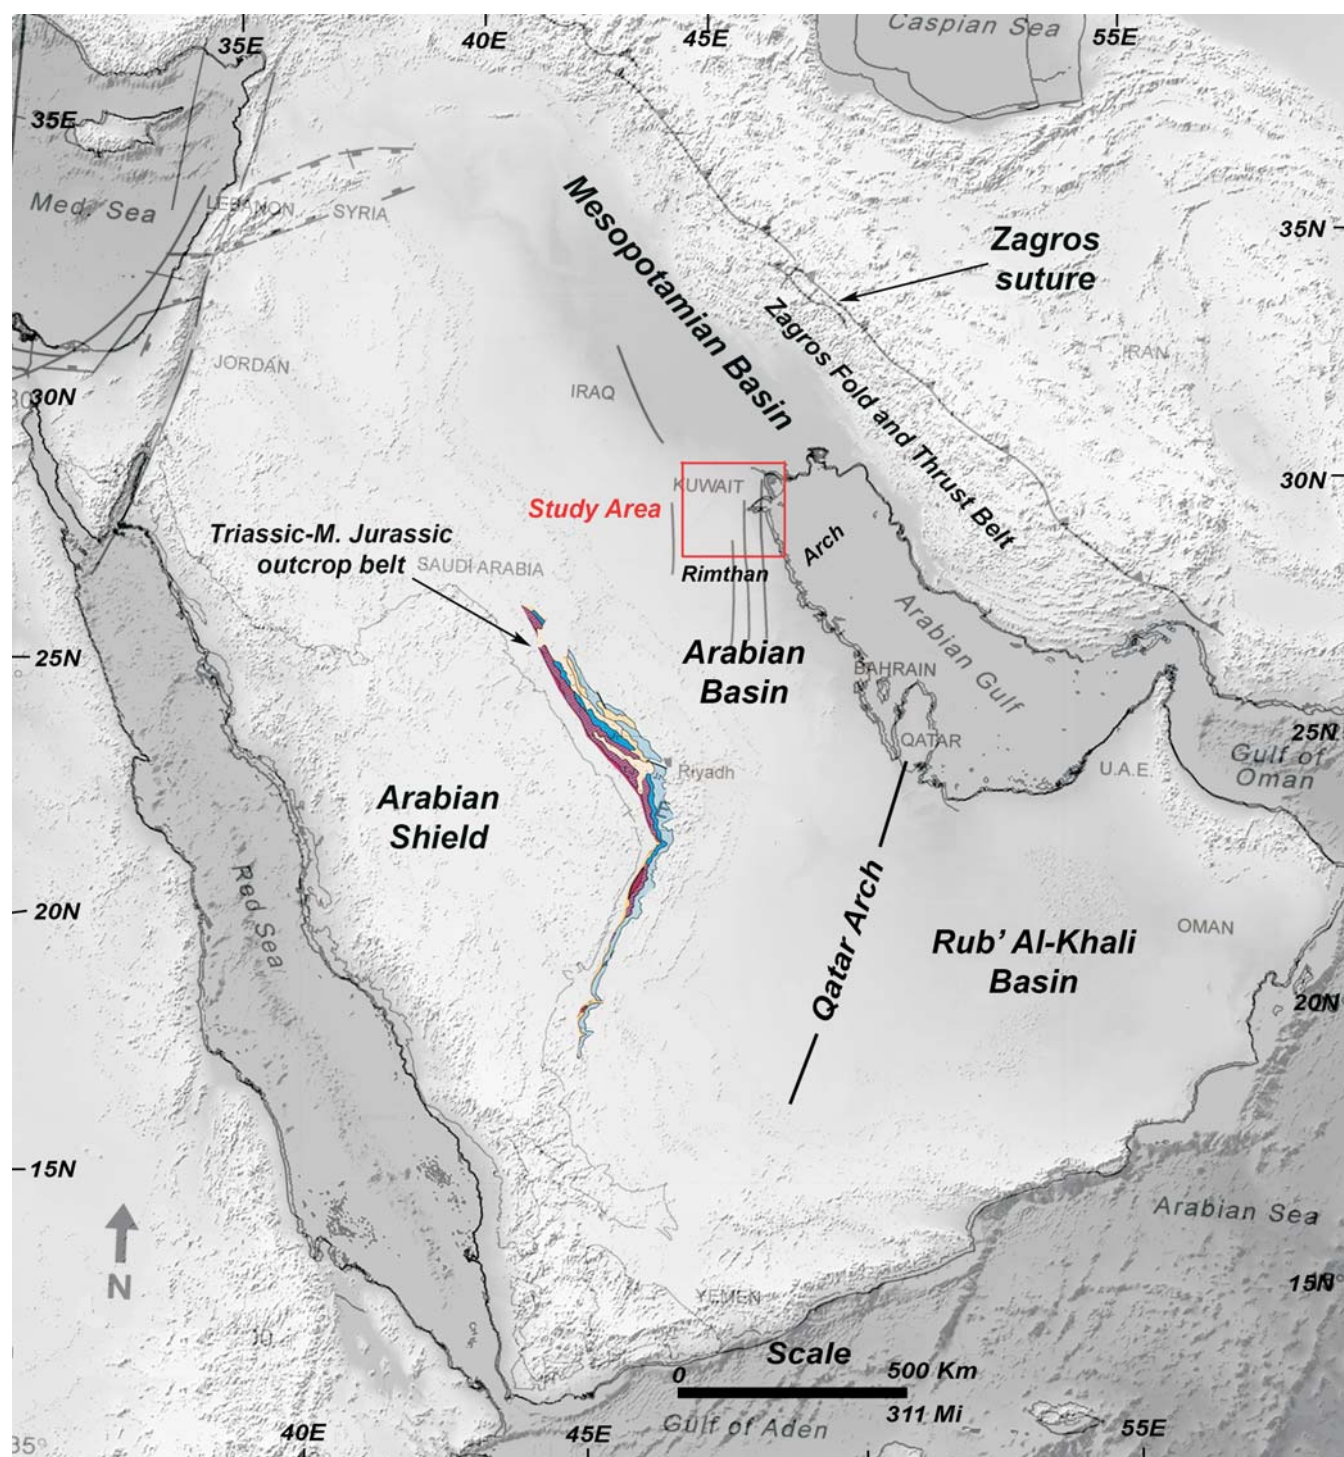 Caspian Sea
35E
40E
45E
55E
35E
Med. Sea
LEBANON
SYRIA
Mesopotamian Basin
35N
Zagros
suture
JORDAN
IRAN
30N
IRAQ
Zagros Fold and Thrust Belt
30N
KUWAIT
Study Area
Arch
Triassic-M. Jurassic
outcrop belt
SAUDI ARABIA
Rimthan
Arabian Gulf
25N
Arabian
Basin
BAHRAIN
QATAR
25N
Gulf of
Oman
U.A.E.
Riyadh
Arabian
Shield
Red Sea
Qatar Arch
20N
Rub' Al-Khali
Basin
OMAN
20N
15N
Arabian Sea
N
15N
YEMEN
Scale
0
500 Km
311 Mi
Gulf of Aden
40E
45E
55E
35°